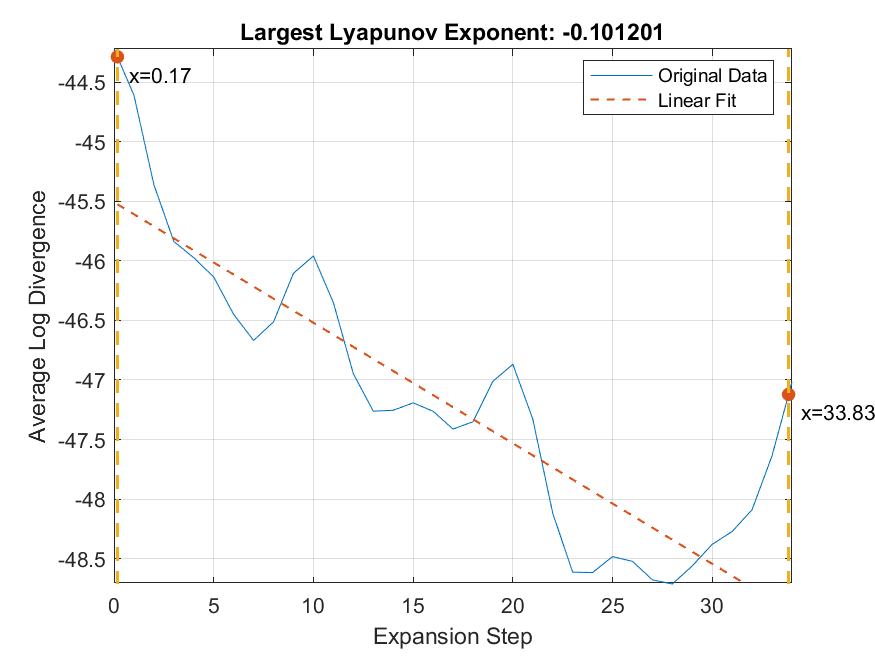 Largest Lyapunov Exponent: -0.101201
Original Data
Linear Fit
x=0.17
x=33.83
Average Log Divergence
-44.5
-45
-45.5
-46
-46.5
-47
-47.5
-48
-48.5
0 5 10 15 20 25 30
Expansion Step